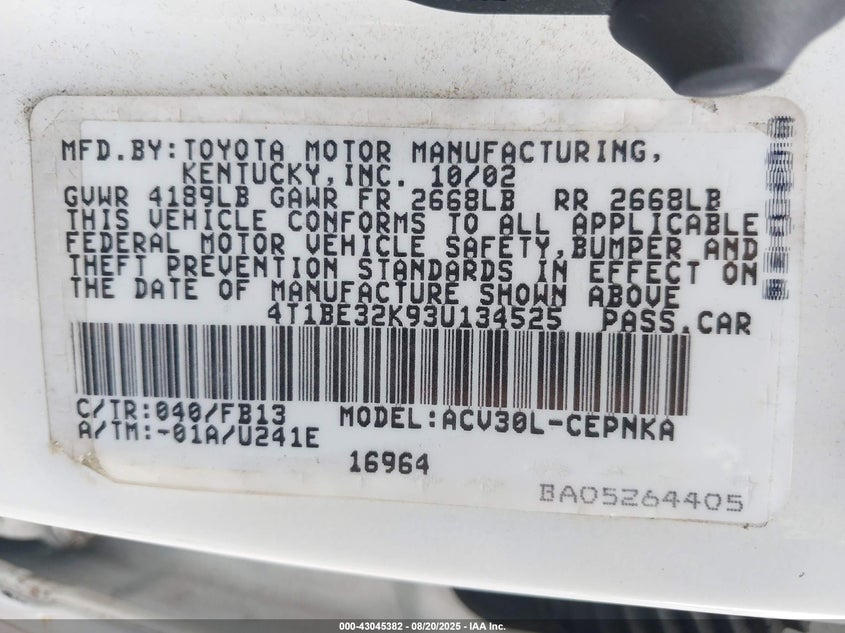 MFD.BY:TOYOTA MOTOR MANUFACTURING,
KENTUCKY,INC. 10/02
GVWR 4189LB GAWR FR 2668LB RR 2668LB
THIS VEHICLE CONFORMS TO ALL APPLICABLE
FEDERAL MOTOR VEHICLE SAFETY,BUMPER AND
THEFT PREVENTION STANDARDS IN EFFECT ON
THE DATE OF MANUFACTURE SHOWN ABOVE
4T1BE32K93U134525 PASS.CAR
C/TR:040/FB13 MODEL:ACV30L-CEPNKA
A/TM:-01A/U241E
16964
BA05264405
000-43045382 - 08/20/2025 - IAA Inc.